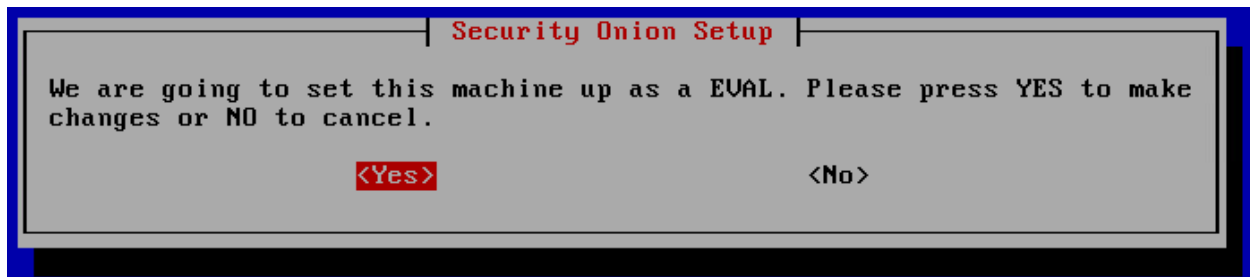 Security Onion Setup
We are going to set this machine up as a EVAL. Please press YES to make
changes or NO to cancel.
<Yes> <No>